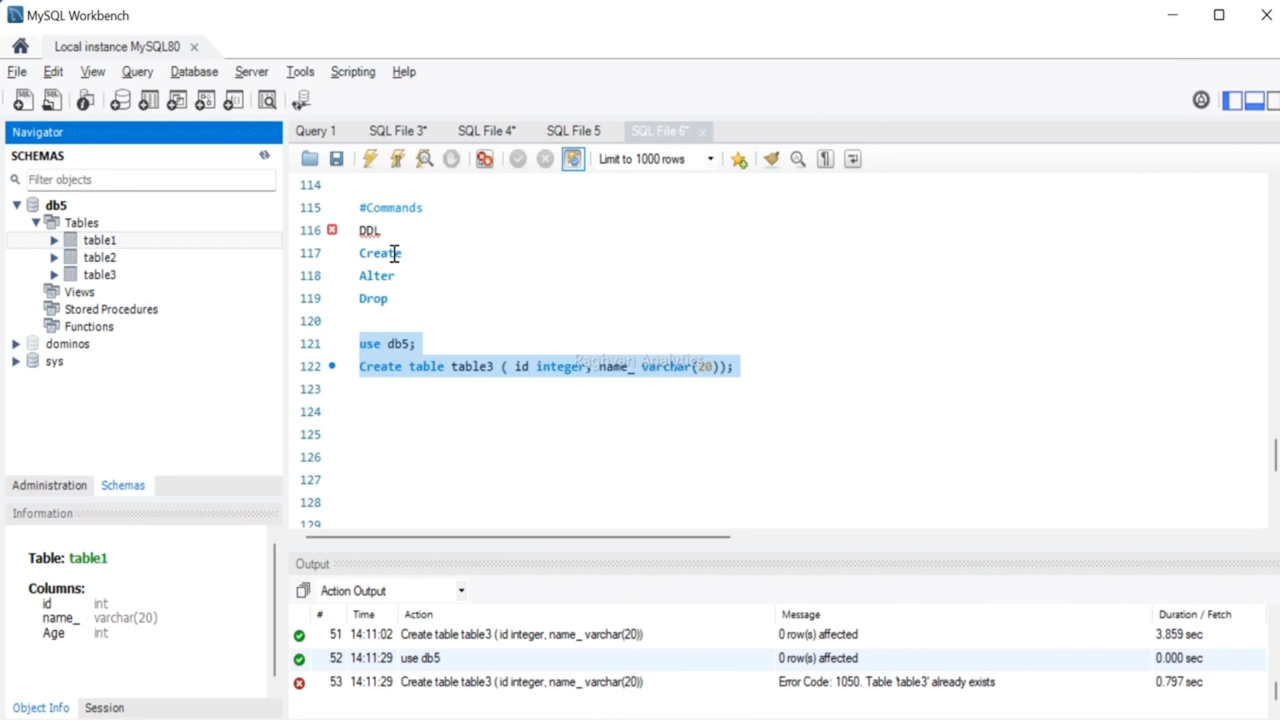 MySQL Workbench
Local instance MySQL80
File Edit View Query Database Server Tools Scripting Help
Navigator
SCHEMAS
Filter objects
db5
Tables
table1
table2
table3
Views
Stored Procedures
Functions
dominos
sys
Administration Schemas
Information
Table: table1
Columns:
id int
name_ varchar(20)
Age int
Object Info Session
Query 1 SQL File 3* SQL File 4* SQL File 5 SQL File 6*
Limit to 1000 rows
114
115 #Commands
116 DDL
117 Create
118 Alter
119 Drop
120
121 use db5;
122 Create table table3 ( id integer, name_ varchar(20));
Raghvan Analytics
123
124
125
126
127
128
129
Output
Action Output
# Time Action Message Duration / Fetch
51 14:11:02 Create table table3 ( id integer, name_ varchar(20)) 0 row(s) affected 3.859 sec
52 14:11:29 use db5 0 row(s) affected 0.000 sec
53 14:11:29 Create table table3 ( id integer, name_ varchar(20)) Error Code: 1050. Table 'table3' already exists 0.797 sec